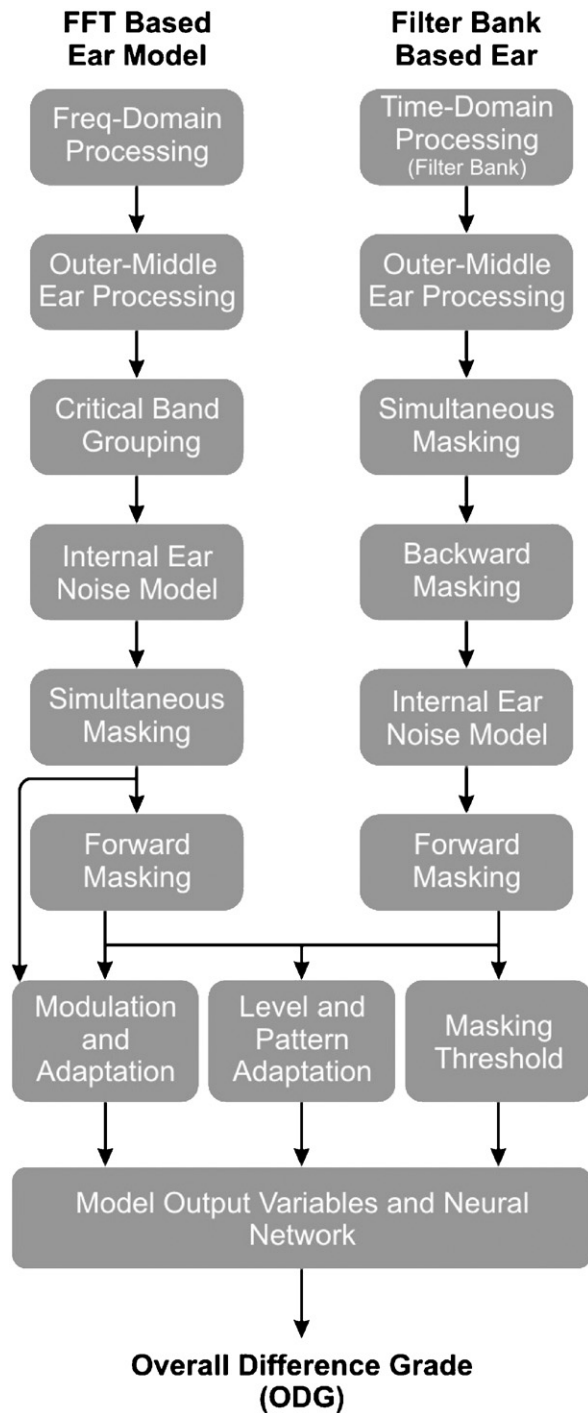 FFT Based
Ear Model
Freq-Domain
Processing
Outer-Middle
Ear Processing
Critical Band
Grouping
Internal Ear
Noise Model
Simultaneous
Masking
Forward
Masking
Filter Bank
Based Ear
Time-Domain
Processing
(Filter Bank)
Outer-Middle
Ear Processing
Simultaneous
Masking
Backward
Masking
Internal Ear
Noise Model
Forward
Masking
Modulation
and
Adaptation
Level and
Pattern
Adaptation
Masking
Threshold
Model Output Variables and Neural
Network
Overall Difference Grade
(ODG)